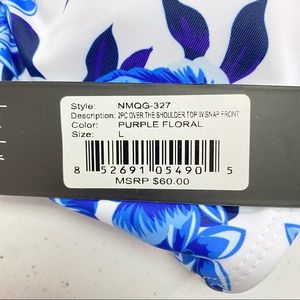 Style: NMQG-327
Description: 2PC OVER THE SHOULDER TOP W/SNAP FRONT
Color: PURPLE FLORAL
Size: L
8 52691 05490 5
MSRP $60.00